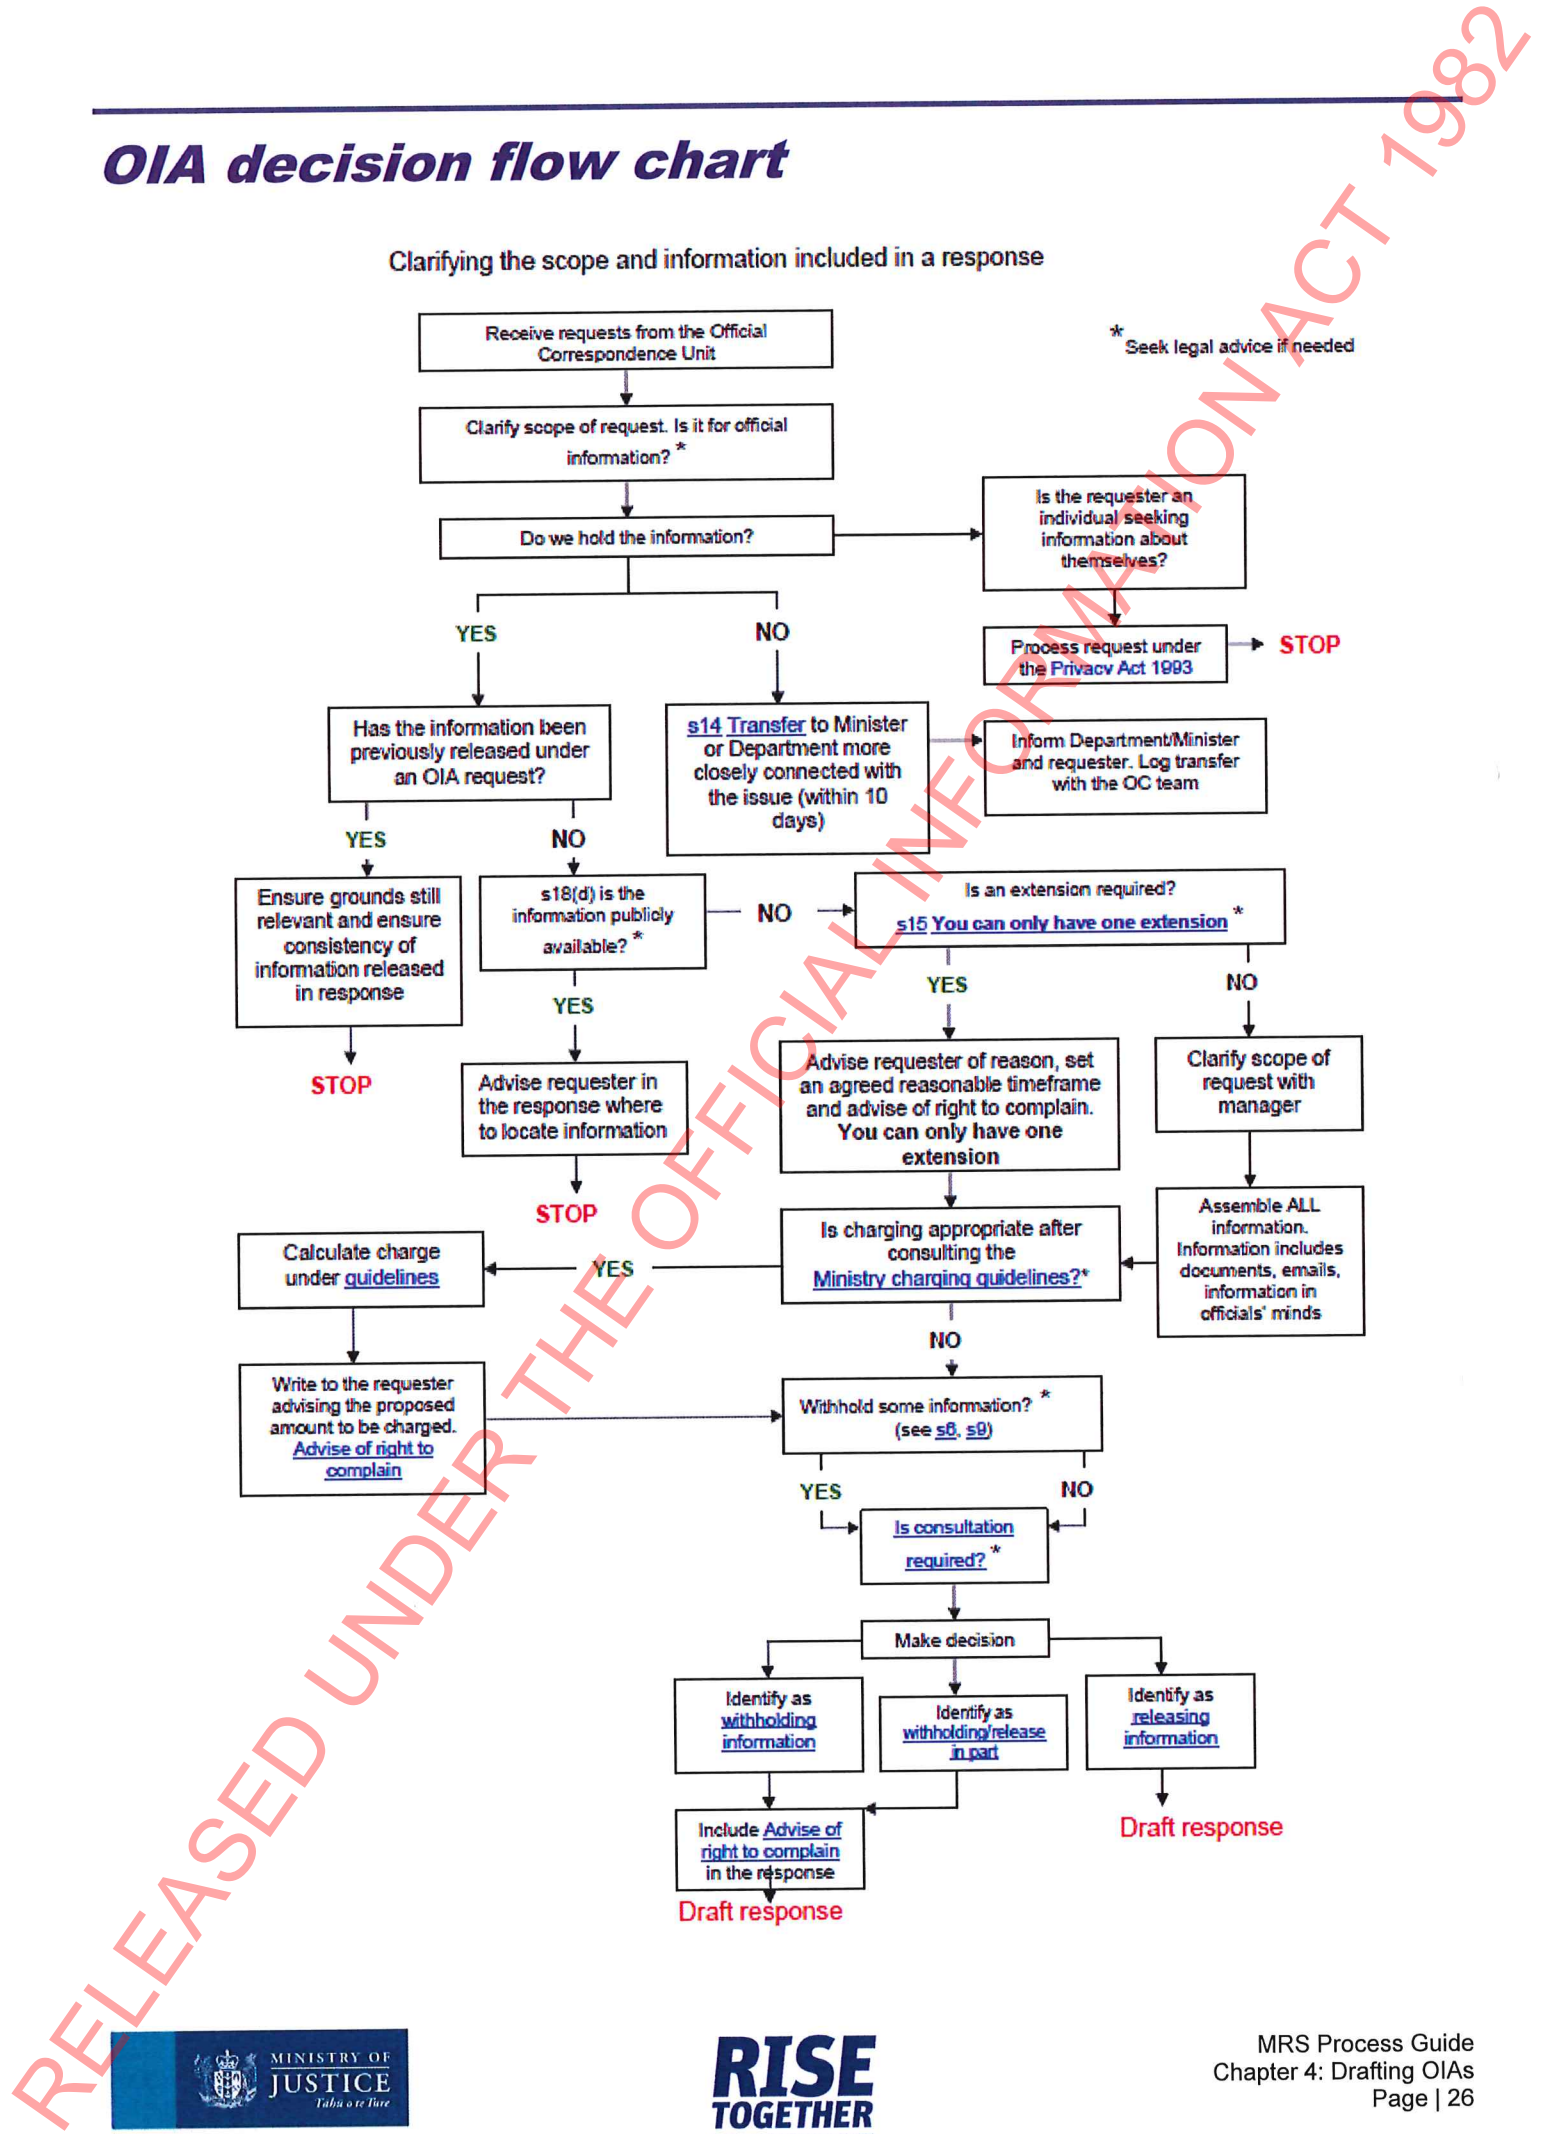 OIA decision flow chart
Clarifying the scope and information included in a response
Receive requests from the Official
Correspondence Unit
* Seek legal advice if needed
Clarify scope of request. Is it for official
information? *
Do we hold the information?
Is the requester an
individual seeking
information about
themselves?
YES
NO
Process request under
the Privacy Act 1993
STOP
Has the information been
previously released under
an OIA request?
s14 Transfer to Minister
or Department more
closely connected with
the issue (within 10
days)
Inform Department/Minister
and requester. Log transfer
with the OC team
YES
NO
Ensure grounds still
relevant and ensure
consistency of
information released
in response
STOP
s18(d) is the
information publicly
available? *
NO
Is an extension required?
s15 You can only have one extension *
YES
Advise requester in
the response where
to locate information
STOP
YES
NO
Advise requester of reason, set
an agreed reasonable timeframe
and advise of right to complain.
You can only have one
extension
Clarify scope of
request with
manager
Assemble ALL
information.
Information includes
documents, emails,
information in
officials' minds
Is charging appropriate after
consulting the
Ministry charging guidelines?*
YES
Calculate charge
under guidelines
Write to the requester
advising the proposed
amount to be charged.
Advise of right to
complain
NO
Withhold some information? *
(see s6, s9)
YES
NO
Is consultation
required? *
Make decision
Identify as
withholding
information
Identify as
withholding/release
in part
Identify as
releasing
information
Draft response
Include Advise of
right to complain
in the response
Draft response
RELEASED UNDER THE OFFICIAL INFORMATION ACT 1982
MINISTRY OF
JUSTICE
Tāhū o te Ture
RISE
TOGETHER
MRS Process Guide
Chapter 4: Drafting OIAs
Page | 26